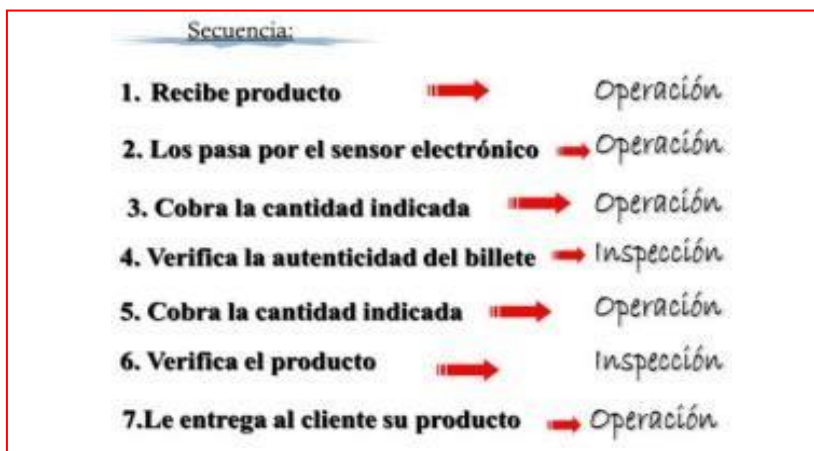 Secuencia:
1. Recibe producto Operación
2. Los pasa por el sensor electrónico Operación
3. Cobra la cantidad indicada Operación
4. Verifica la autenticidad del billete Inspección
5. Cobra la cantidad indicada Operación
6. Verifica el producto Inspección
7.Le entrega al cliente su producto Operación